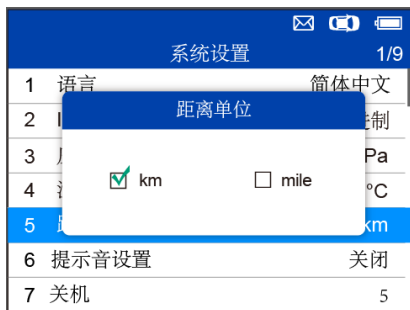 系统设置 1/9
1 语言 简体中文
距离单位
2 制
3 Pa
km mile
4 °C
5 km
6 提示音设置 关闭
7 关机 5